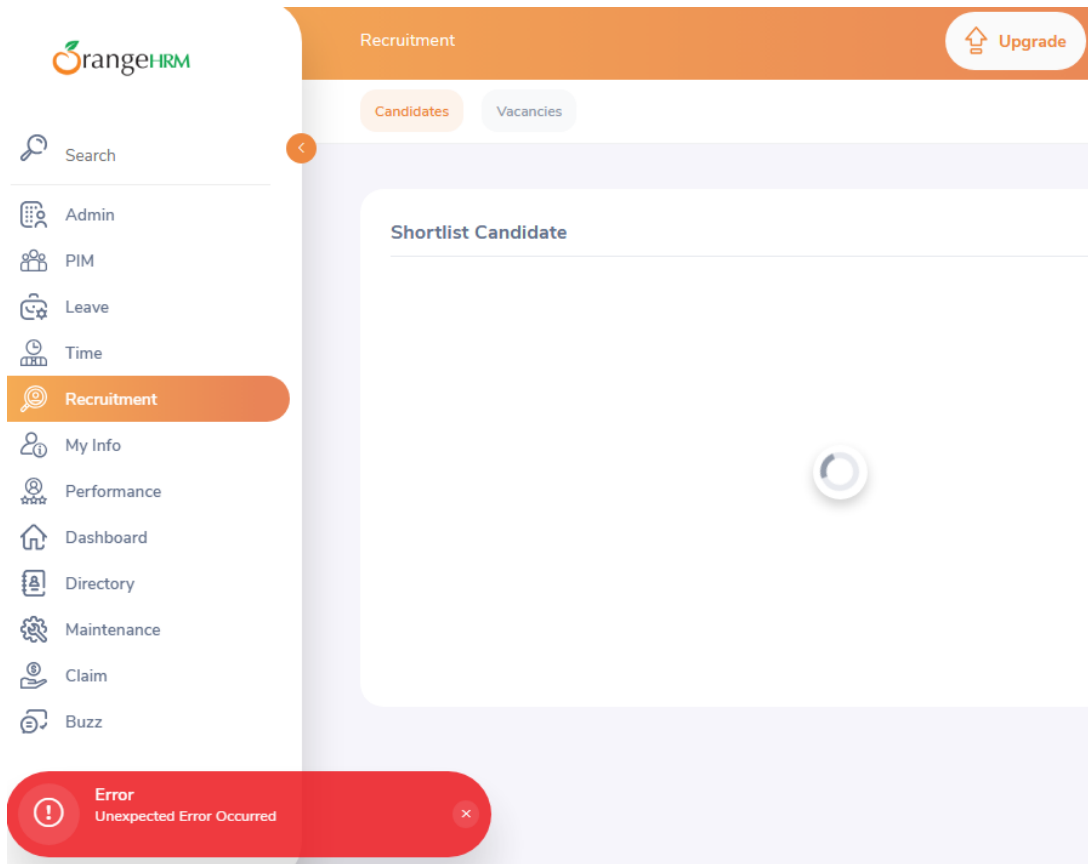 OrangeHRM
Recruitment
Upgrade
Candidates
Vacancies
Search
Admin
PIM
Leave
Time
Recruitment
My Info
Performance
Dashboard
Directory
Maintenance
Claim
Buzz
Shortlist Candidate
Error
Unexpected Error Occurred